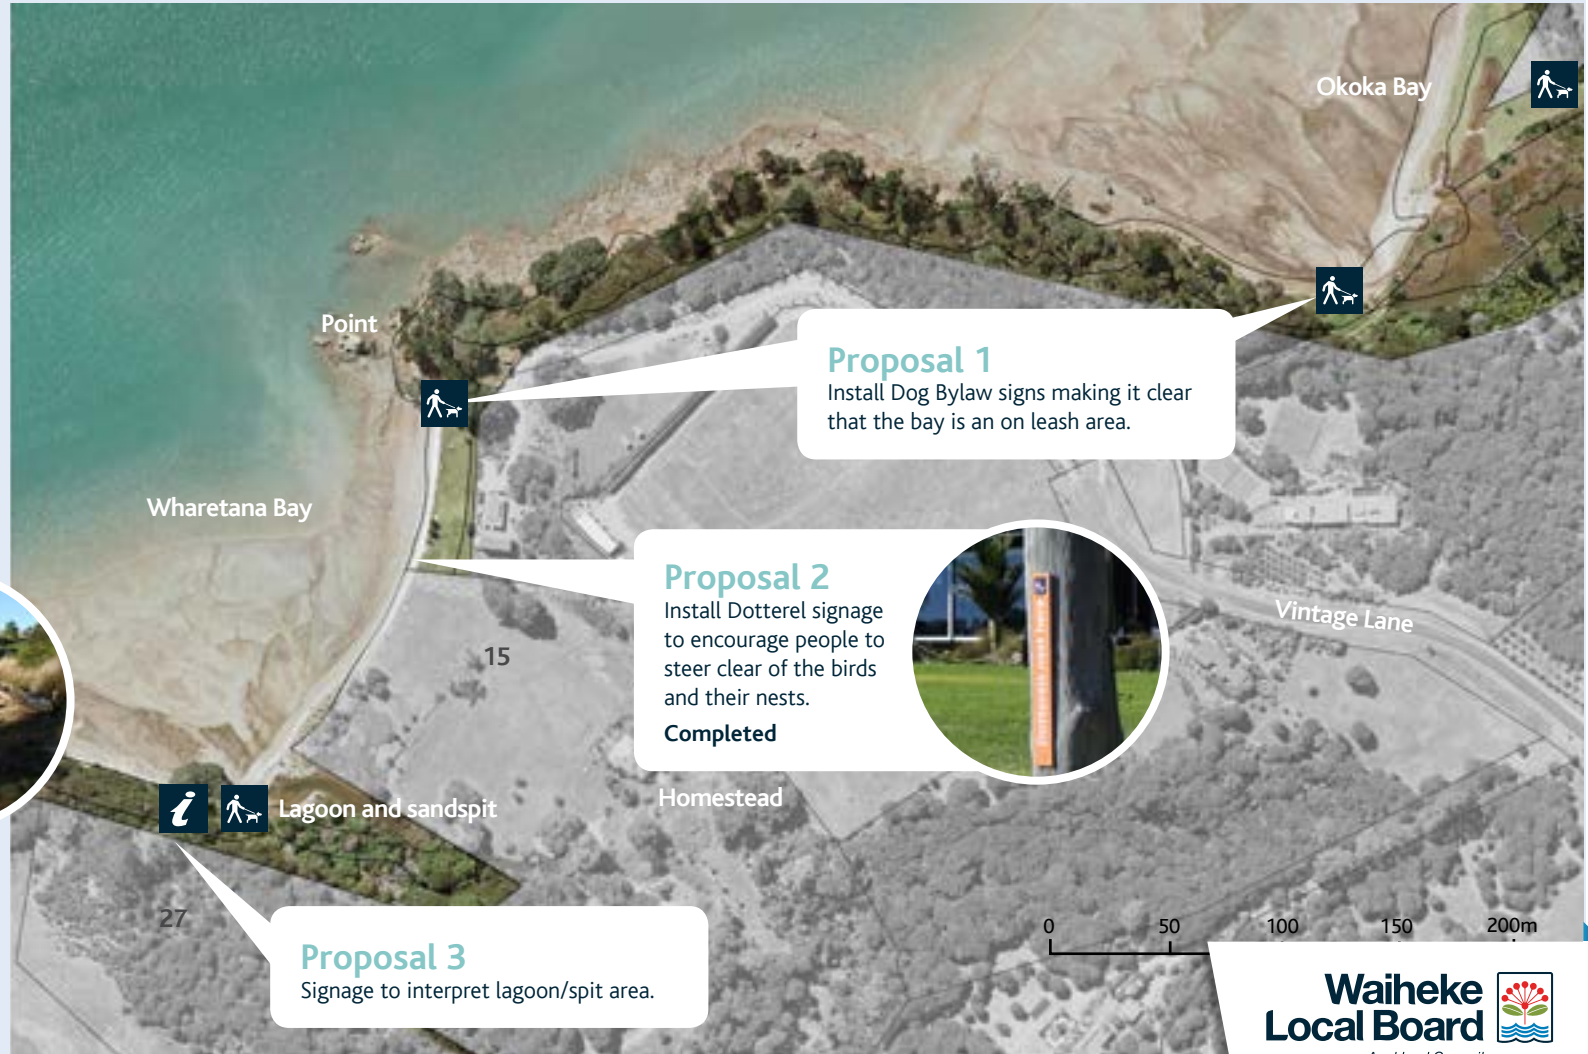 Okoka Bay
Point
Proposal 1
Install Dog Bylaw signs making it clear
that the bay is an on leash area.
Wharetana Bay
Proposal 2
Install Dotterel signage
to encourage people to
steer clear of the birds
and their nests.
Completed
Vintage Lane
15
Homestead
Lagoon and sandspit
27
Proposal 3
Signage to interpret lagoon/spit area.
0 50 100 150 200m
Waiheke
Local Board